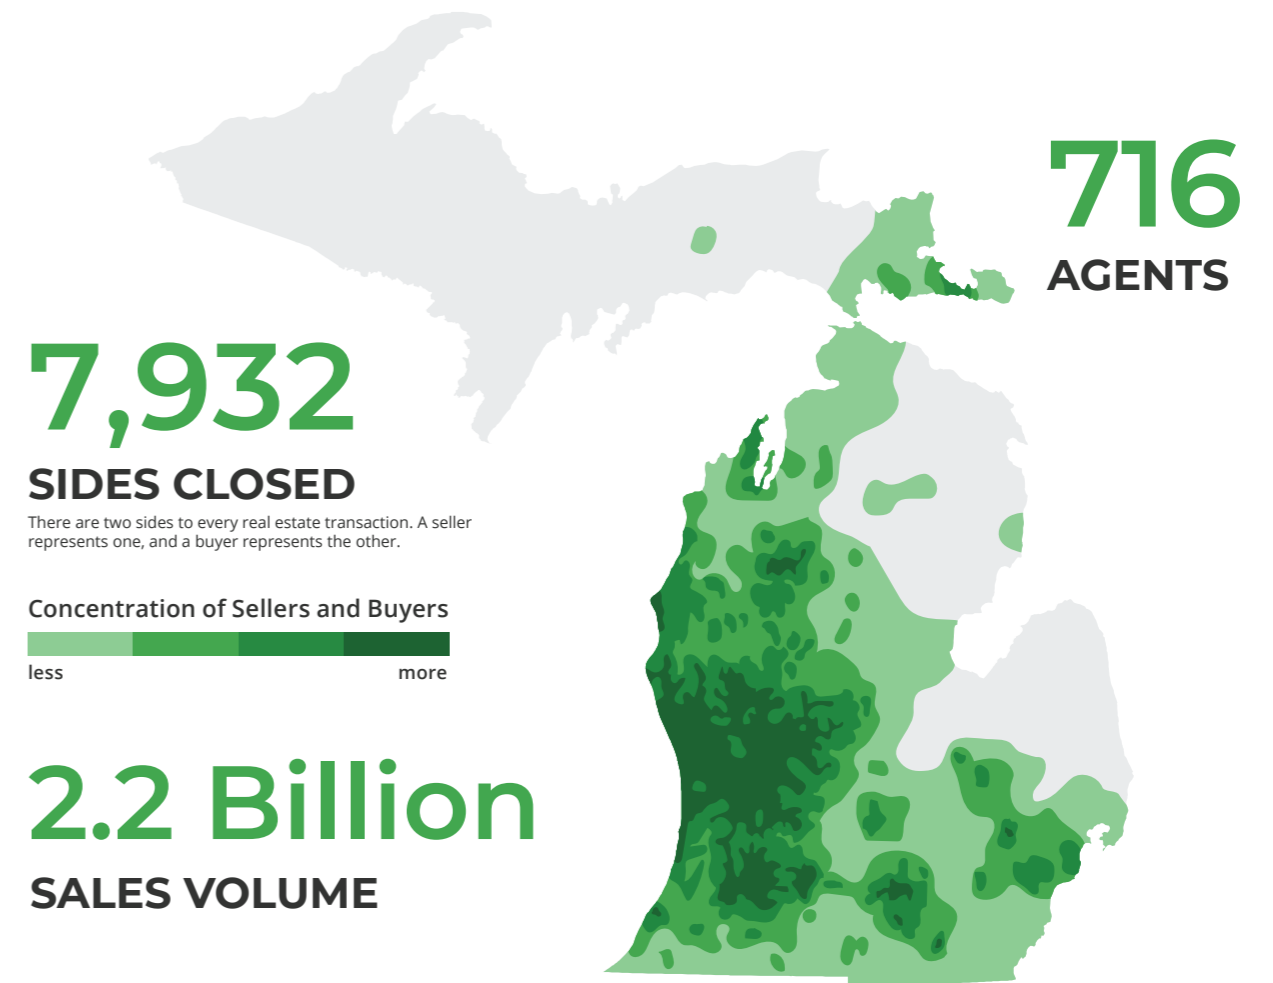 716
AGENTS
7,932
SIDES CLOSED
There are two sides to every real estate transaction. A seller
represents one, and a buyer represents the other.
Concentration of Sellers and Buyers
less
more
2.2 Billion
SALES VOLUME